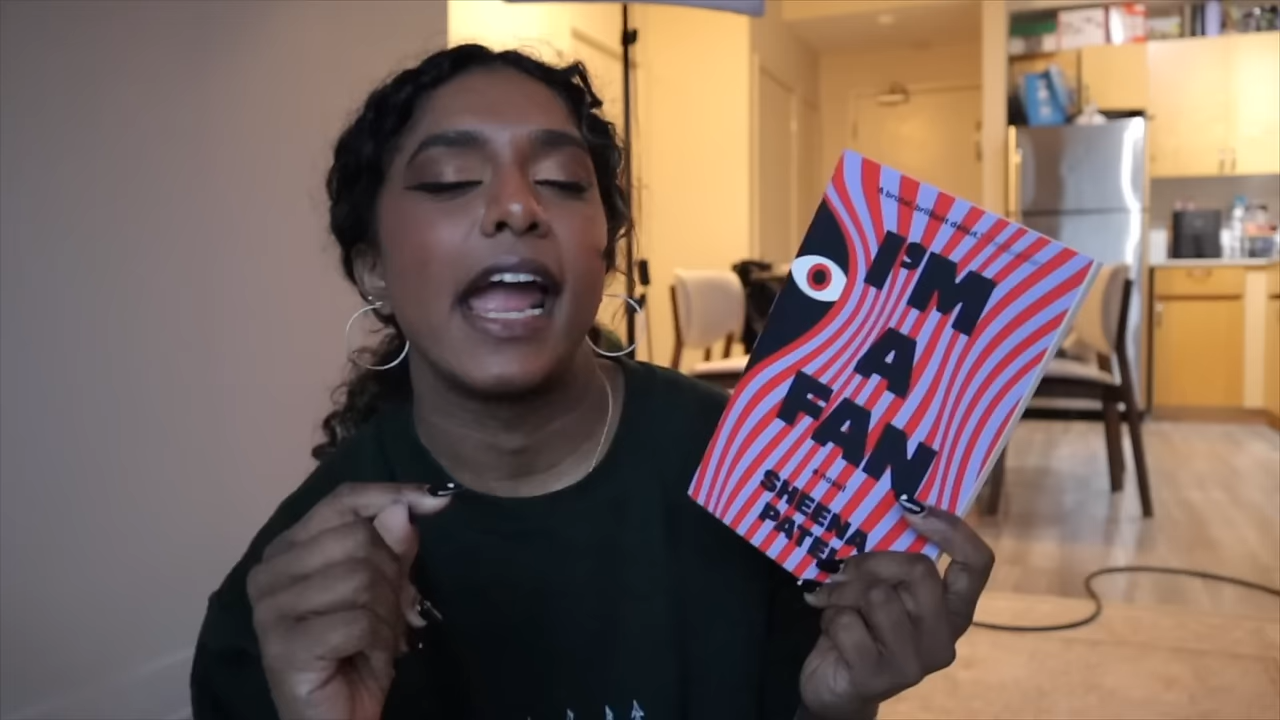 "A brutal, brilliant debut."
I'M
A
FAN
a novel
SHEENA
PATEL